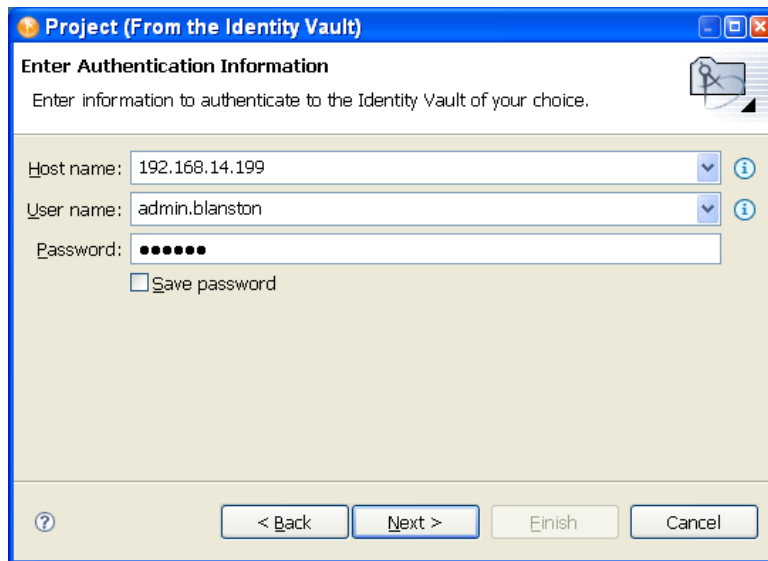 Project (From the Identity Vault)
Enter Authentication Information
Enter information to authenticate to the Identity Vault of your choice.
Host name: 192.168.14.199
User name: admin.blanston
Password: ●●●●●●
Save password
< Back Next > Finish Cancel